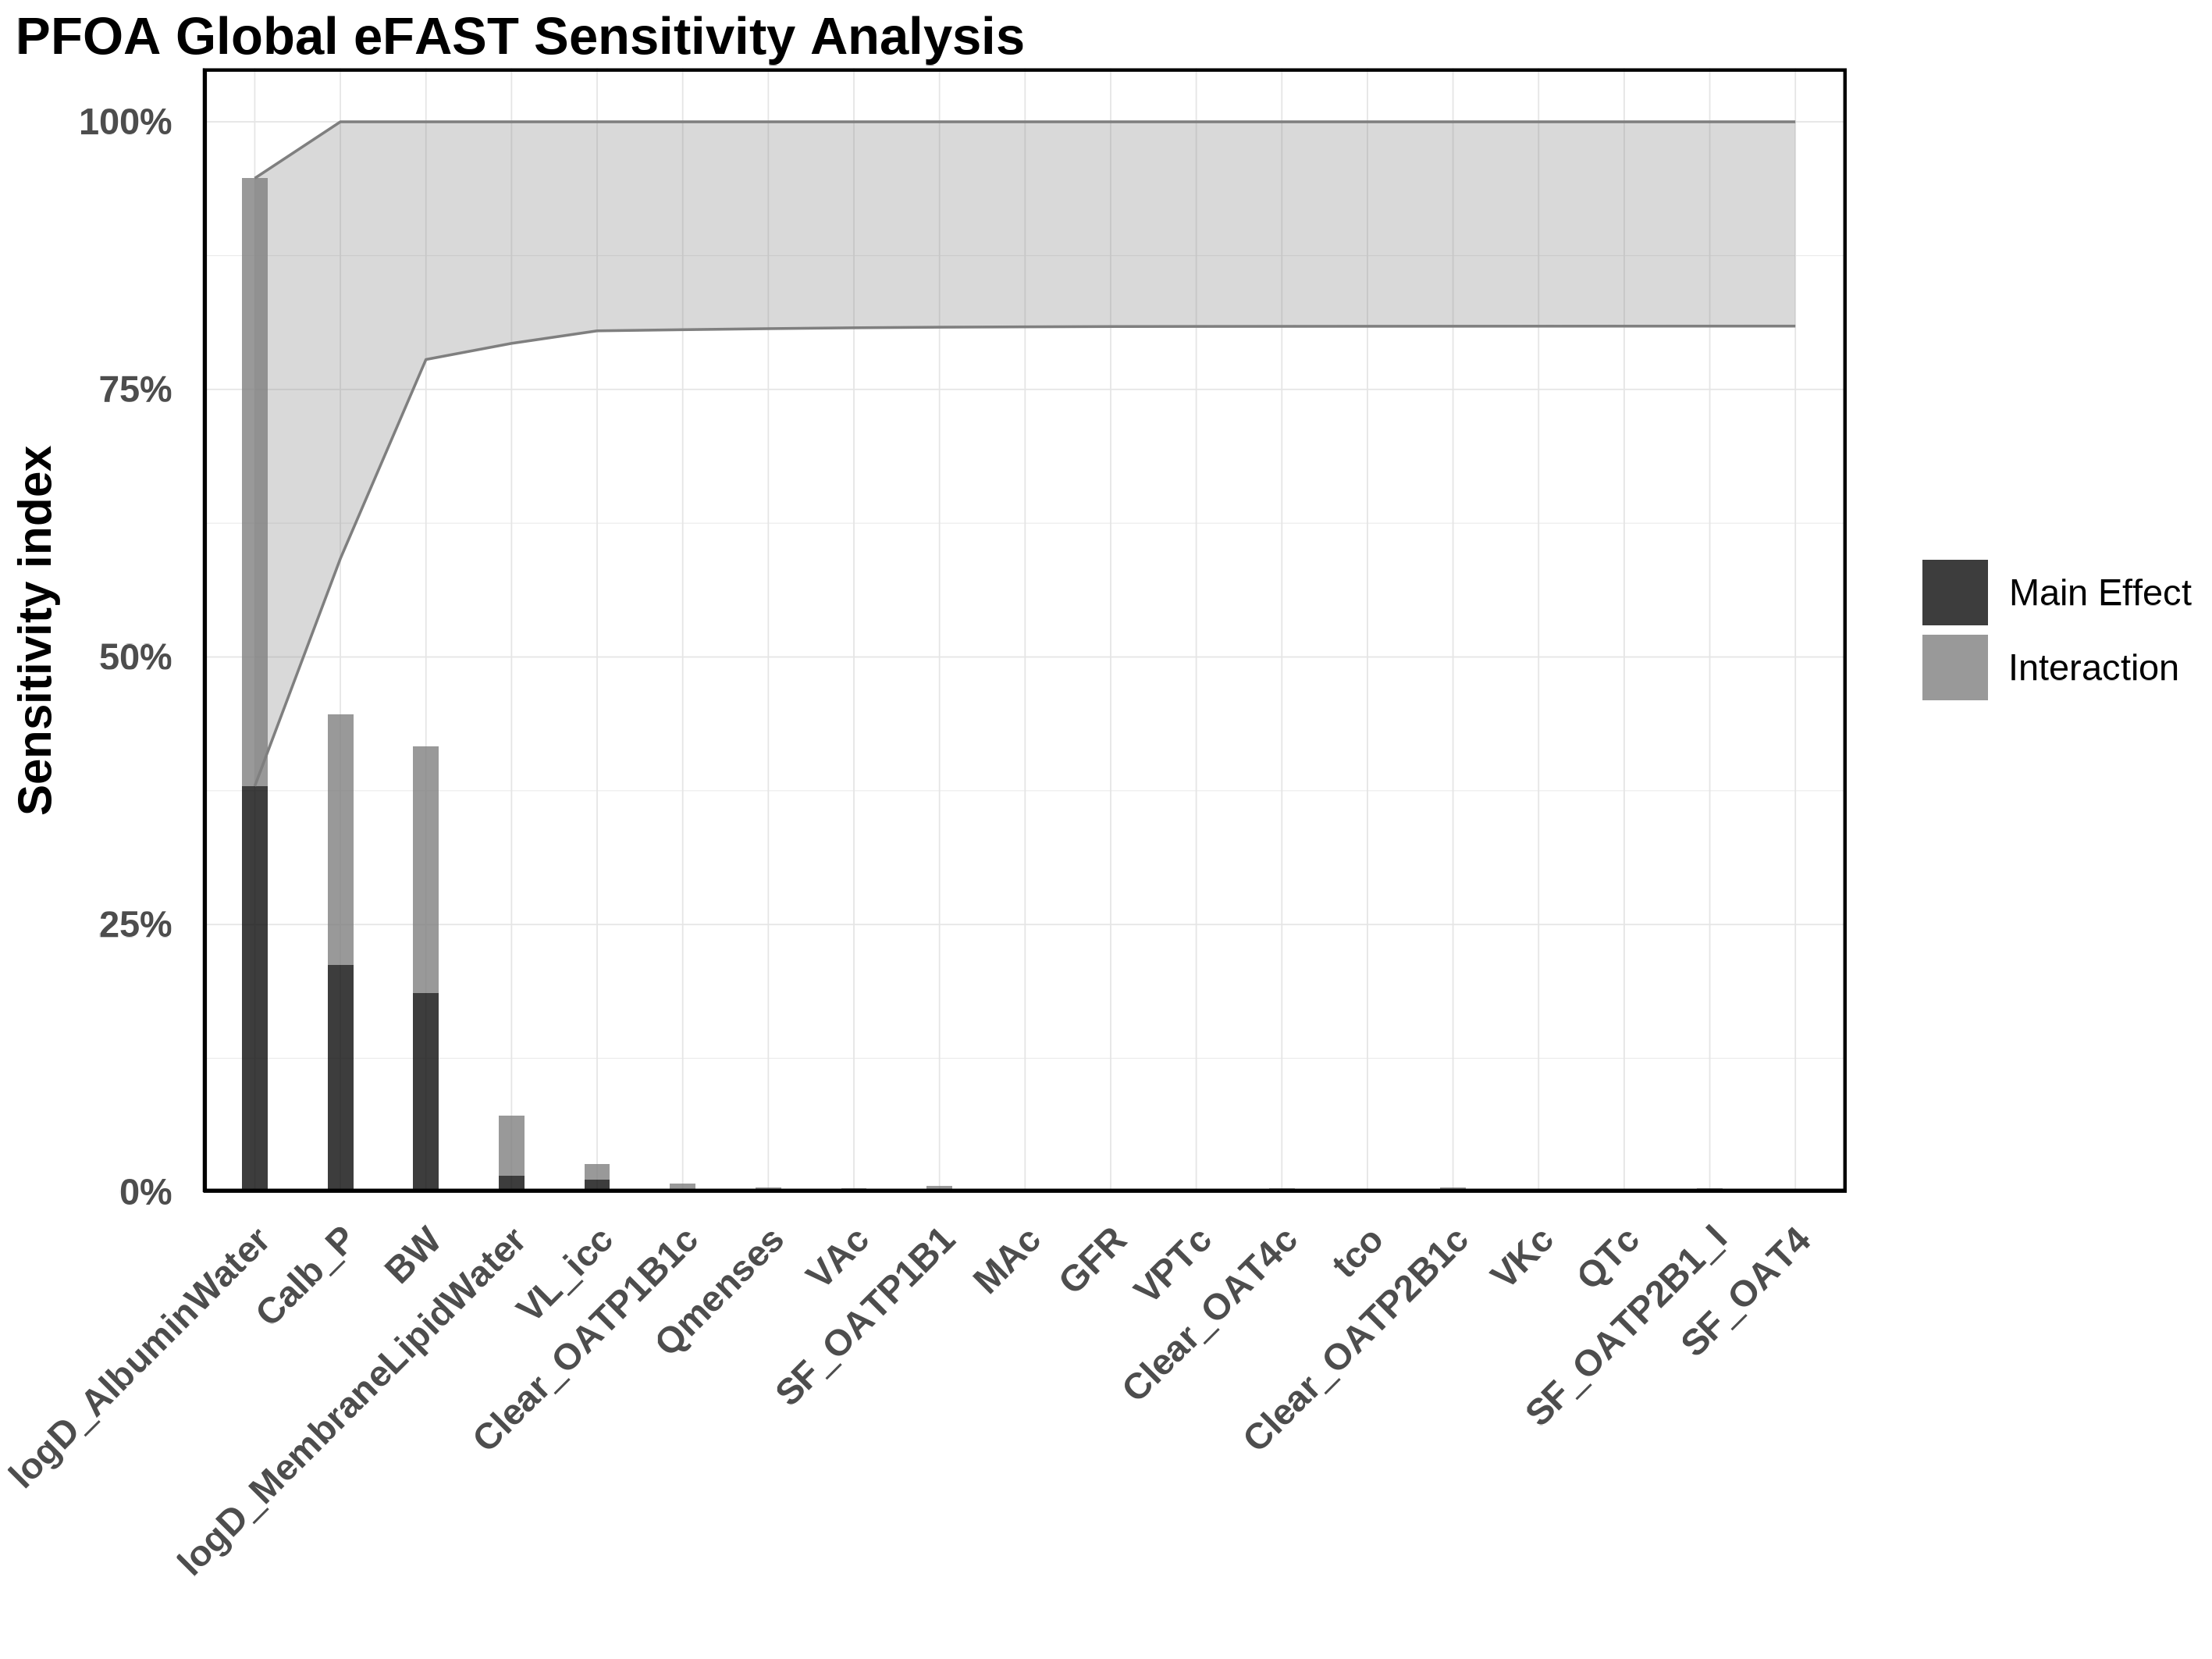 PFOA Global eFAST Sensitivity Analysis
Sensitivity index
100%
75%
50%
25%
0%
Main Effect
Interaction
logD_AlbuminWater
Calb_P
BW
logD_MembraneLipidWater
VL_icc
Clear_OATP1B1c
Qmenses
VAc
SF_OATP1B1
MAc
GFR
VPTc
Clear_OAT4c
tco
Clear_OATP2B1c
VKc
QTc
SF_OATP2B1_I
SF_OAT4